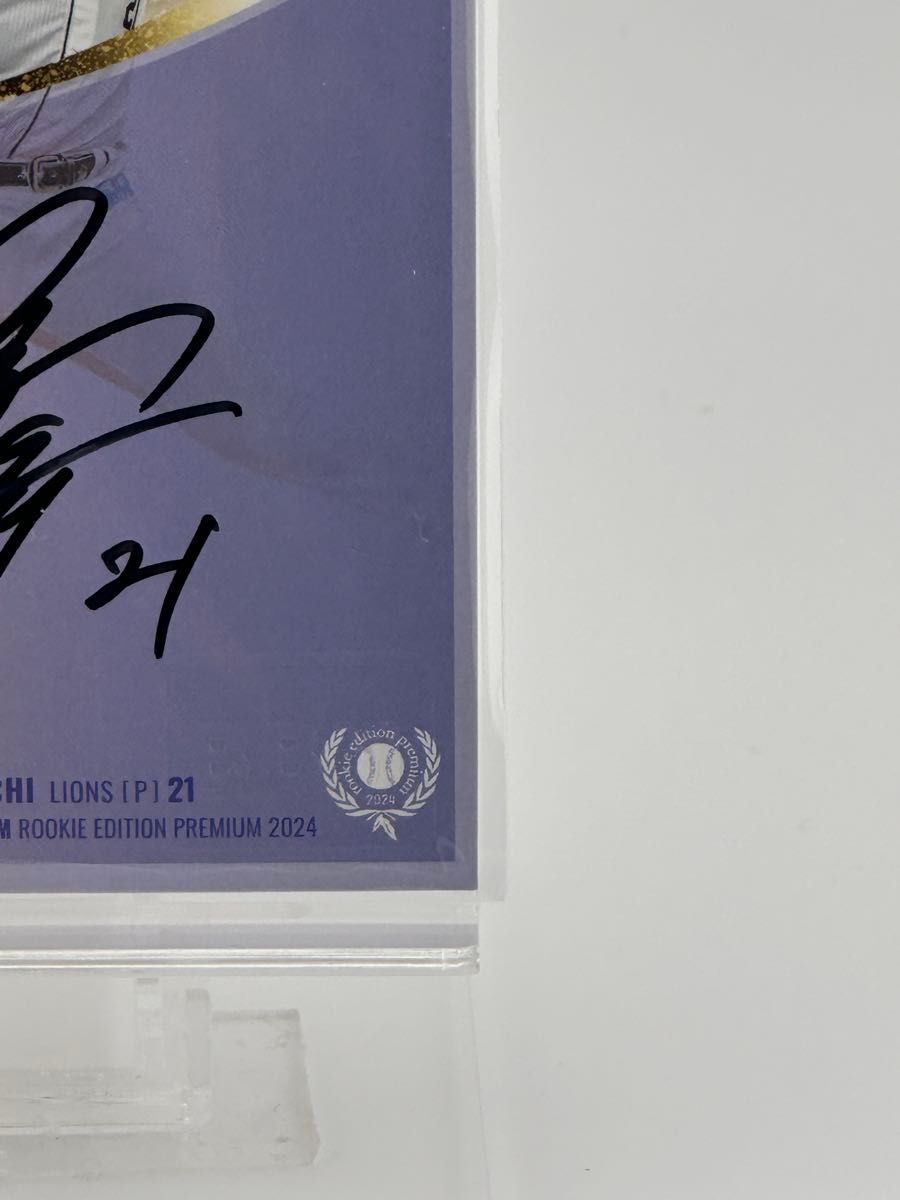 21
CHI LIONS [P] 21
M ROOKIE EDITION PREMIUM 2024
rookie edition premium
2024